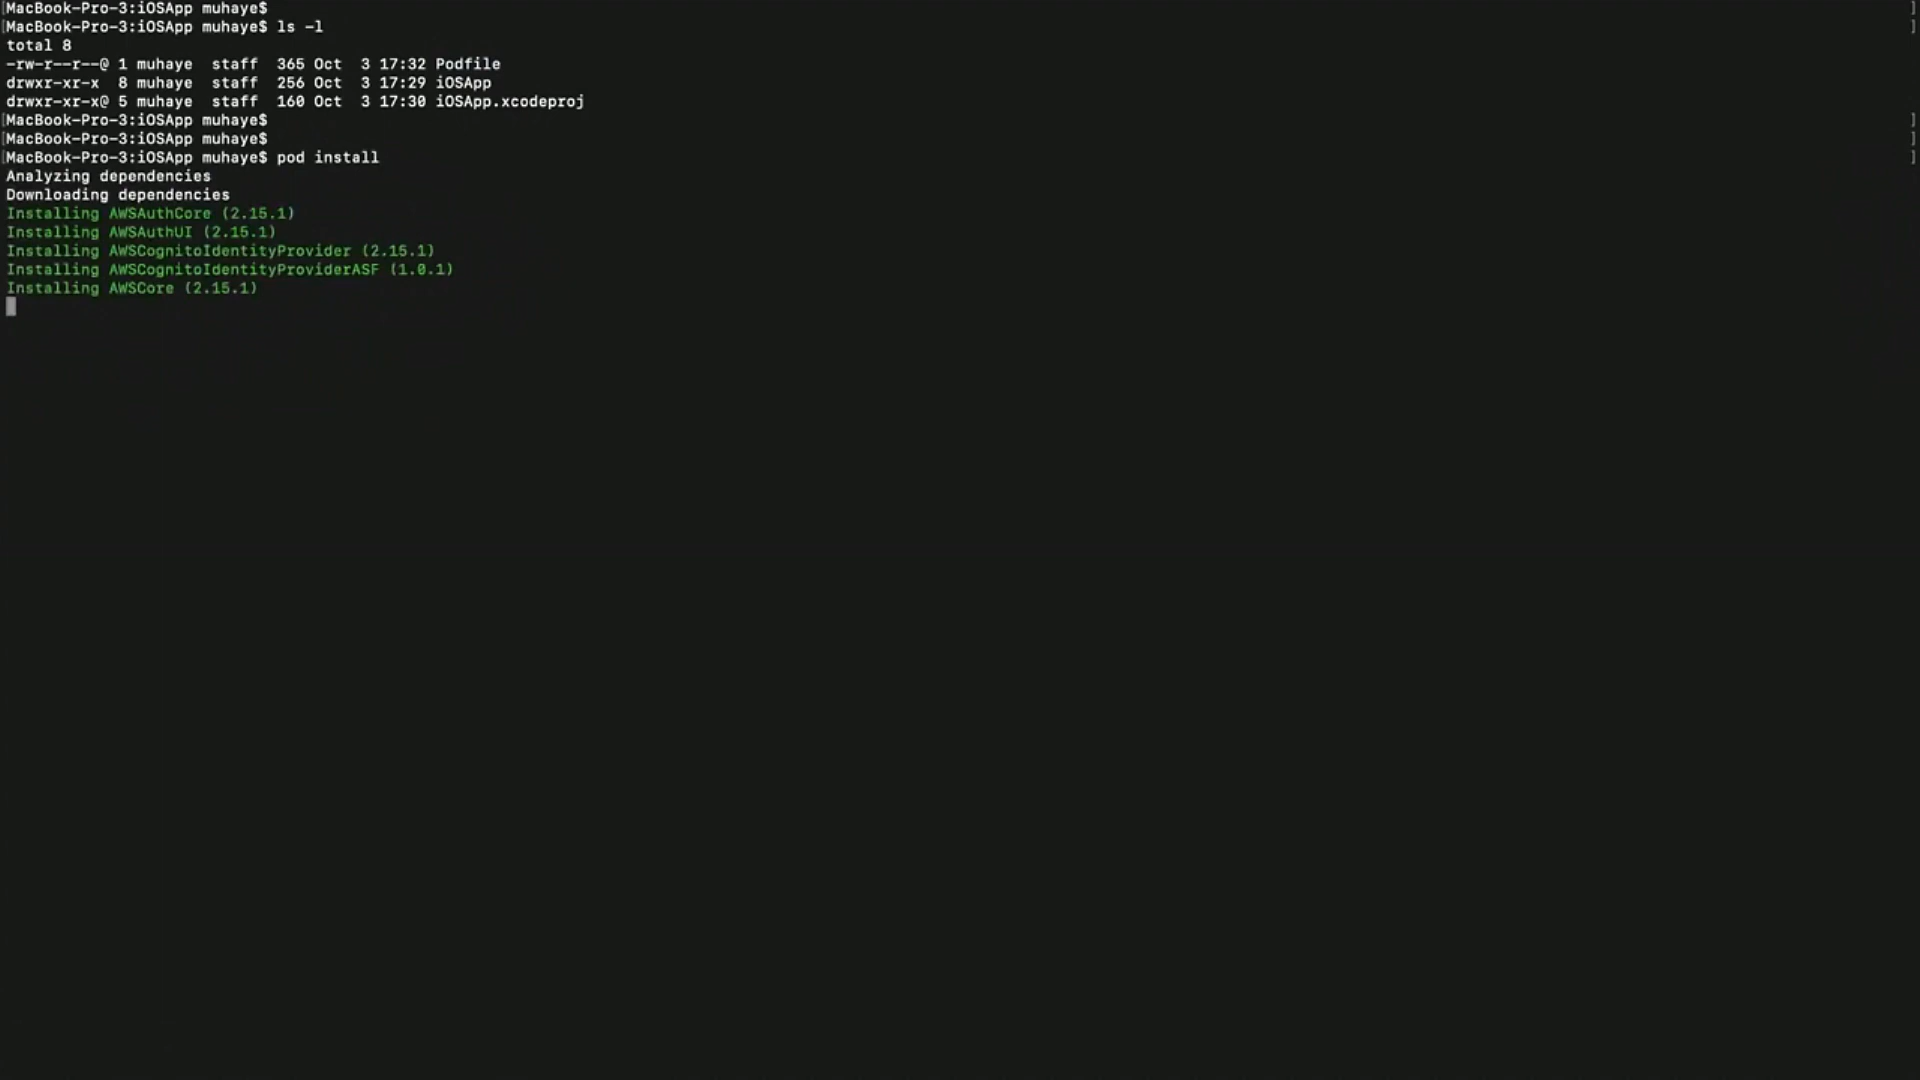 [MacBook-Pro-3:iOSApp muhaye$ ]
[MacBook-Pro-3:iOSApp muhaye$ ls -l ]
total 8
-rw-r--r--@ 1 muhaye  staff  365 Oct  3 17:32 Podfile
drwxr-xr-x  8 muhaye  staff  256 Oct  3 17:29 iOSApp
drwxr-xr-x@ 5 muhaye  staff  160 Oct  3 17:30 iOSApp.xcodeproj
[MacBook-Pro-3:iOSApp muhaye$ ]
[MacBook-Pro-3:iOSApp muhaye$ ]
[MacBook-Pro-3:iOSApp muhaye$ pod install ]
Analyzing dependencies
Downloading dependencies
Installing AWSAuthCore (2.15.1)
Installing AWSAuthUI (2.15.1)
Installing AWSCognitoIdentityProvider (2.15.1)
Installing AWSCognitoIdentityProviderASF (1.0.1)
Installing AWSCore (2.15.1)